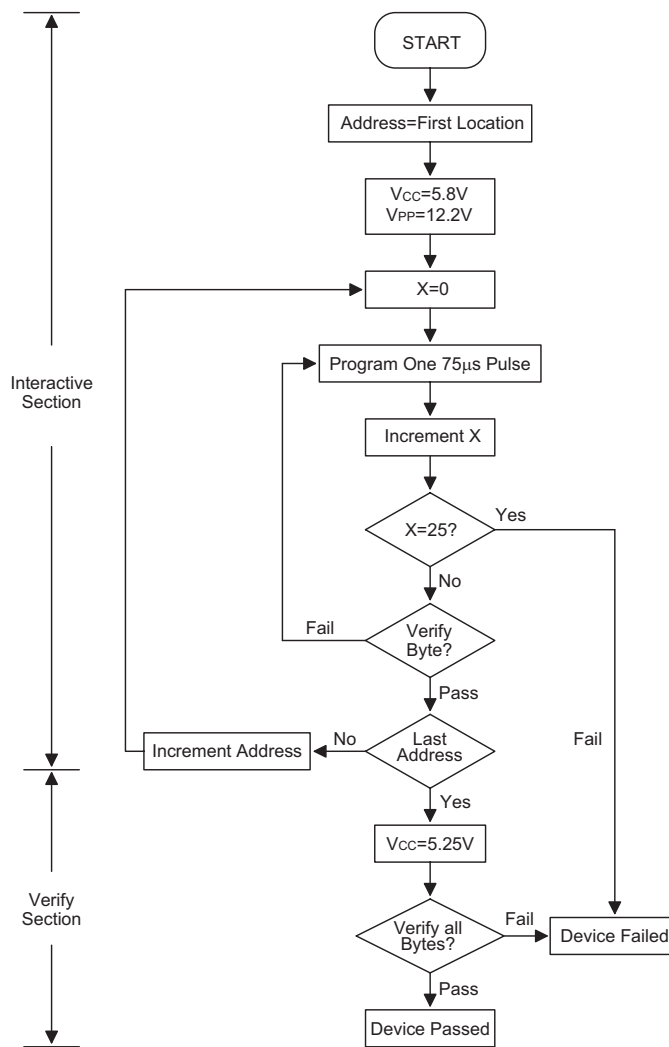 START
Address=First Location
VCC=5.8V
VPP=12.2V
X=0
Interactive
Section
Program One 75μs Pulse
Increment X
X=25?
Yes
No
Fail
Verify
Byte?
Pass
Increment Address
No
Last
Address
Fail
Yes
VCC=5.25V
Verify
Section
Verify all
Bytes?
Fail
Device Failed
Pass
Device Passed